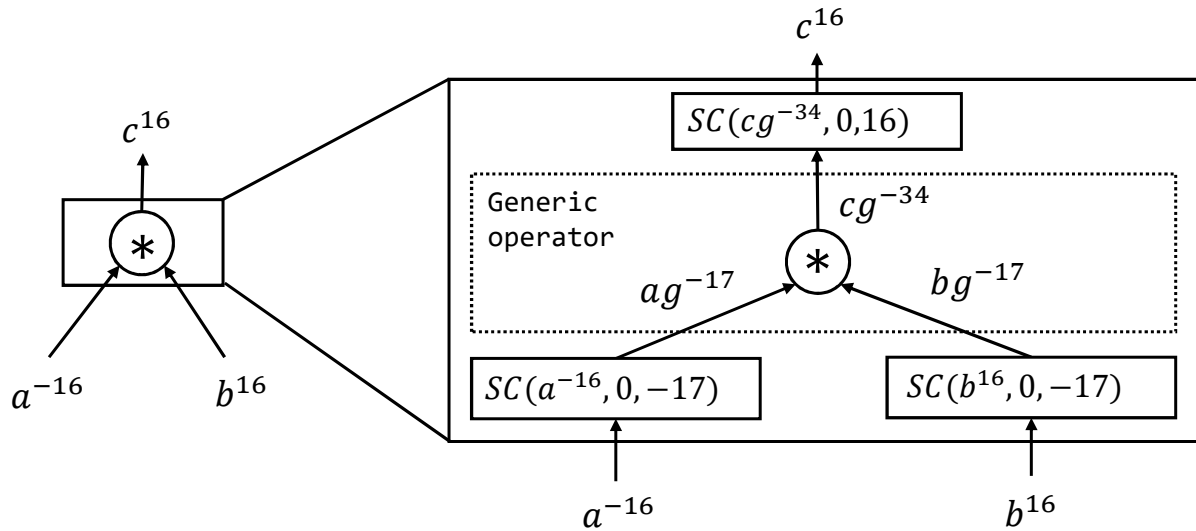 c^16
*
a^-16
b^16
c^16
SC(cg^-34, 0,16)
Generic
operator
cg^-34
*
ag^-17
bg^-17
SC(a^-16, 0, -17)
SC(b^16, 0, -17)
a^-16
b^16